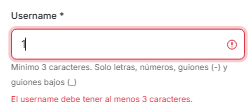 Username *
1
Mínimo 3 caracteres. Solo letras, números, guiones (-) y
guiones bajos (_)
El username debe tener al menos 3 caracteres.